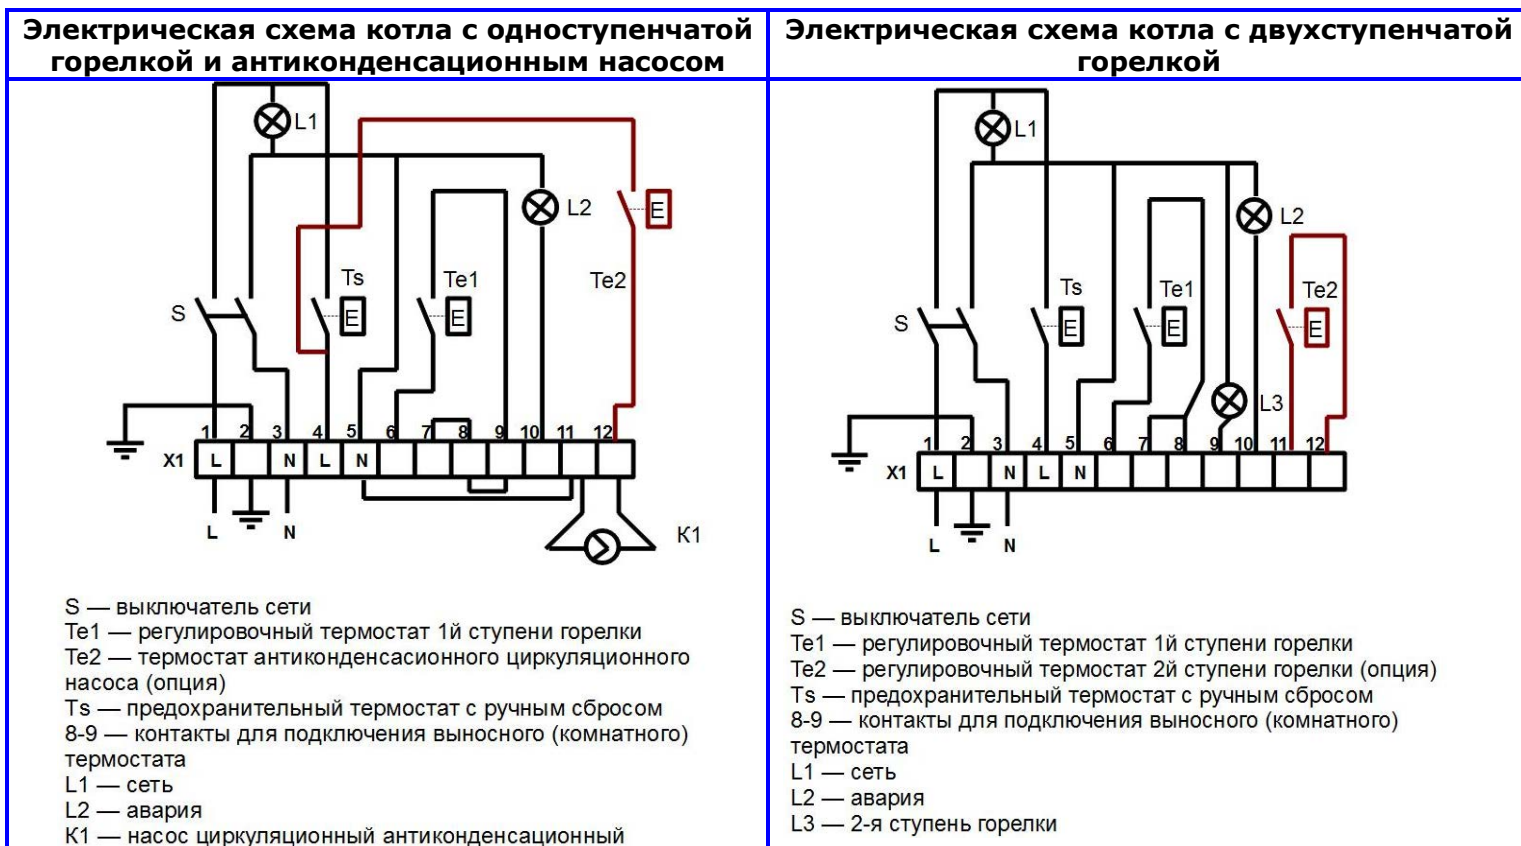 Электрическая схема котла с одноступенчатой
горелкой и антиконденсационным насосом
L1
L2
E
Ts
Te1
Te2
S
E
E
1 2 3 4 5 6 7 8 9 10 11 12
X1 L N L N
L N
K1
S — выключатель сети
Te1 — регулировочный термостат 1й ступени горелки
Te2 — термостат антиконденсасионного циркуляционного
насоса (опция)
Ts — предохранительный термостат с ручным сбросом
8-9 — контакты для подключения выносного (комнатного)
термостата
L1 — сеть
L2 — авария
К1 — насос циркуляционный антиконденсационный
Электрическая схема котла с двухступенчатой
горелкой
L1
L2
Ts
Te1
Te2
S
E
E
E
L3
1 2 3 4 5 6 7 8 9 10 11 12
X1 L N L N
L N
S — выключатель сети
Te1 — регулировочный термостат 1й ступени горелки
Te2 — регулировочный термостат 2й ступени горелки (опция)
Ts — предохранительный термостат с ручным сбросом
8-9 — контакты для подключения выносного (комнатного)
термостата
L1 — сеть
L2 — авария
L3 — 2-я ступень горелки